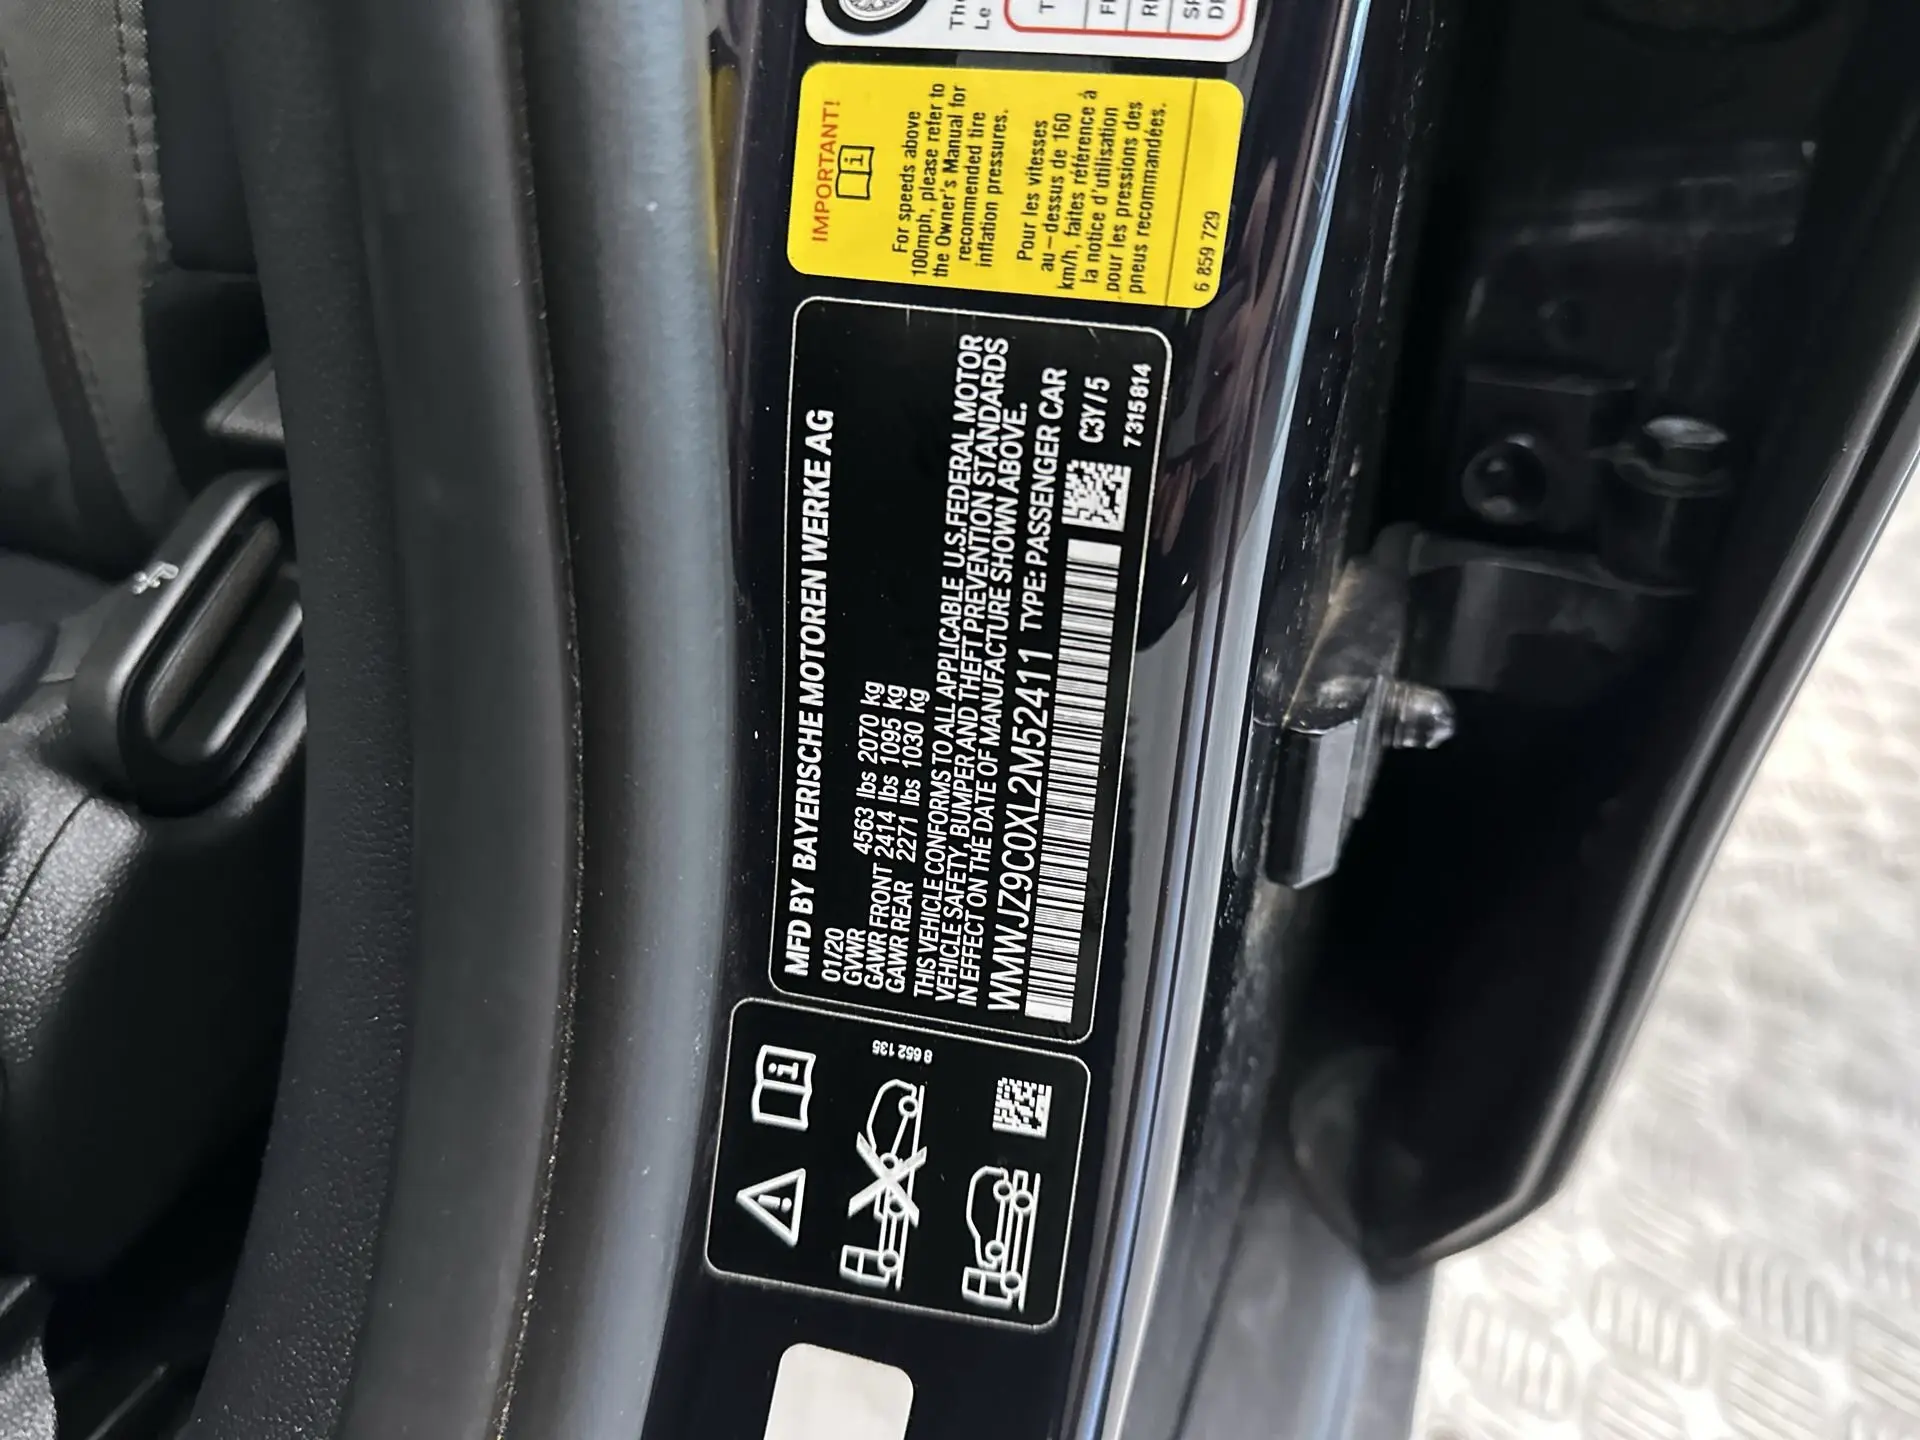 IMPORTANT!
For speeds above
100mph, please refer to
the Owner's Manual for
recommended tire
inflation pressures.
Pour les vitesses
au-dessus de 160
km/h, faites référence à
la notice d'utilisation
pour les pressions des
pneus recommandées.
6 859 729
MFD BY BAYERISCHE MOTOREN WERKE AG
01/20
GVWR 4563 lbs 2070 kg
GAWR FRONT 2414 lbs 1095 kg
GAWR REAR 2271 lbs 1030 kg
THIS VEHICLE CONFORMS TO ALL APPLICABLE U.S.FEDERAL MOTOR
VEHICLE SAFETY, BUMPER AND THEFT PREVENTION STANDARDS
IN EFFECT ON THE DATE OF MANUFACTURE SHOWN ABOVE.
WMWJZ9C0XL2M52411 TYPE: PASSENGER CAR
C3Y/5
7315814
8 652 135